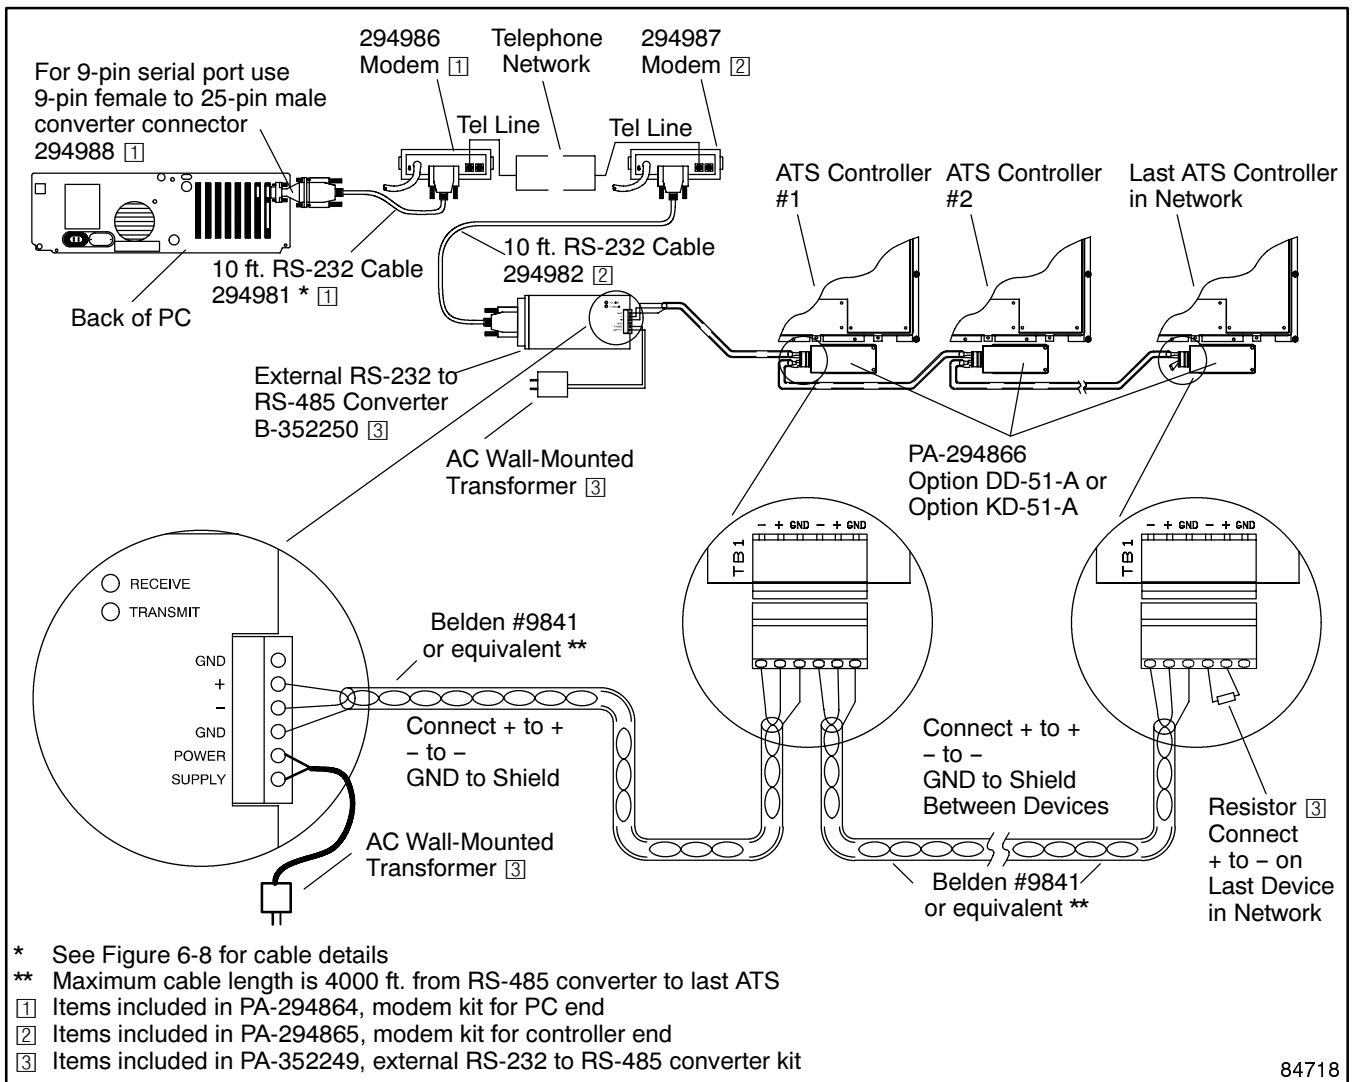 294986
Modem 1
Telephone
Network
294987
Modem 2
For 9-pin serial port use
9-pin female to 25-pin male
converter connector
294988 1
Tel Line
Tel Line
ATS Controller
#1
ATS Controller
#2
Last ATS Controller
in Network
10 ft. RS-232 Cable
294981 * 1
10 ft. RS-232 Cable
294982 2
Back of PC
External RS-232 to
RS-485 Converter
B-352250 3
AC Wall-Mounted
Transformer 3
PA-294866
Option DD-51-A or
Option KD-51-A
RECEIVE
TRANSMIT
GND
+
−
GND
POWER
SUPPLY
Belden #9841
or equivalent **
Connect + to +
– to –
GND to Shield
AC Wall-Mounted
Transformer 3
− + GND − + GND
TB1
− + GND − + GND
TB1
Connect + to +
– to –
GND to Shield
Between Devices
Belden #9841
or equivalent **
Resistor 3
Connect
+ to – on
Last Device
in Network
* See Figure 6-8 for cable details
** Maximum cable length is 4000 ft. from RS-485 converter to last ATS
1 Items included in PA-294864, modem kit for PC end
2 Items included in PA-294865, modem kit for controller end
3 Items included in PA-352249, external RS-232 to RS-485 converter kit
84718